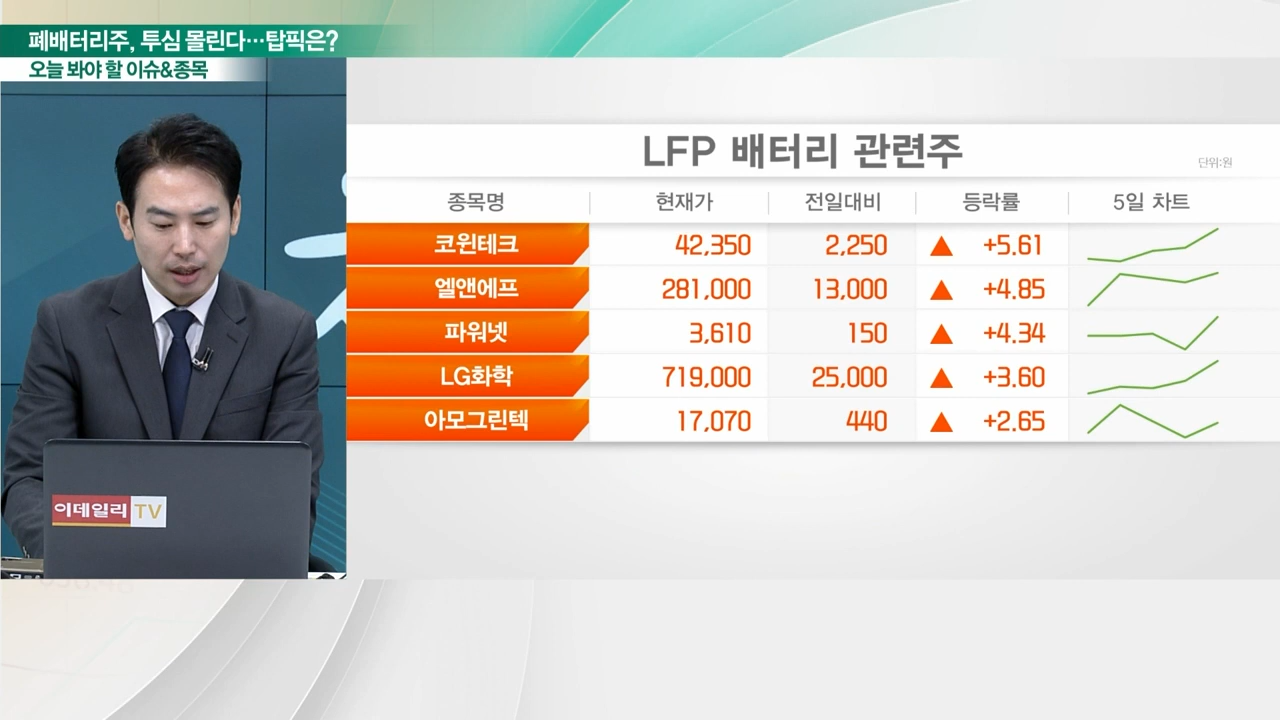 폐배터리주, 투심 몰린다…탑픽은?
오늘 봐야 할 이슈&종목
LFP 배터리 관련주
단위:원
종목명 현재가 전일대비 등락률 5일 차트
코윈테크 42,350 2,250 ▲ +5.61
엘앤에프 281,000 13,000 ▲ +4.85
파워넷 3,610 150 ▲ +4.34
LG화학 719,000 25,000 ▲ +3.60
아모그린텍 17,070 440 ▲ +2.65
이데일리 TV